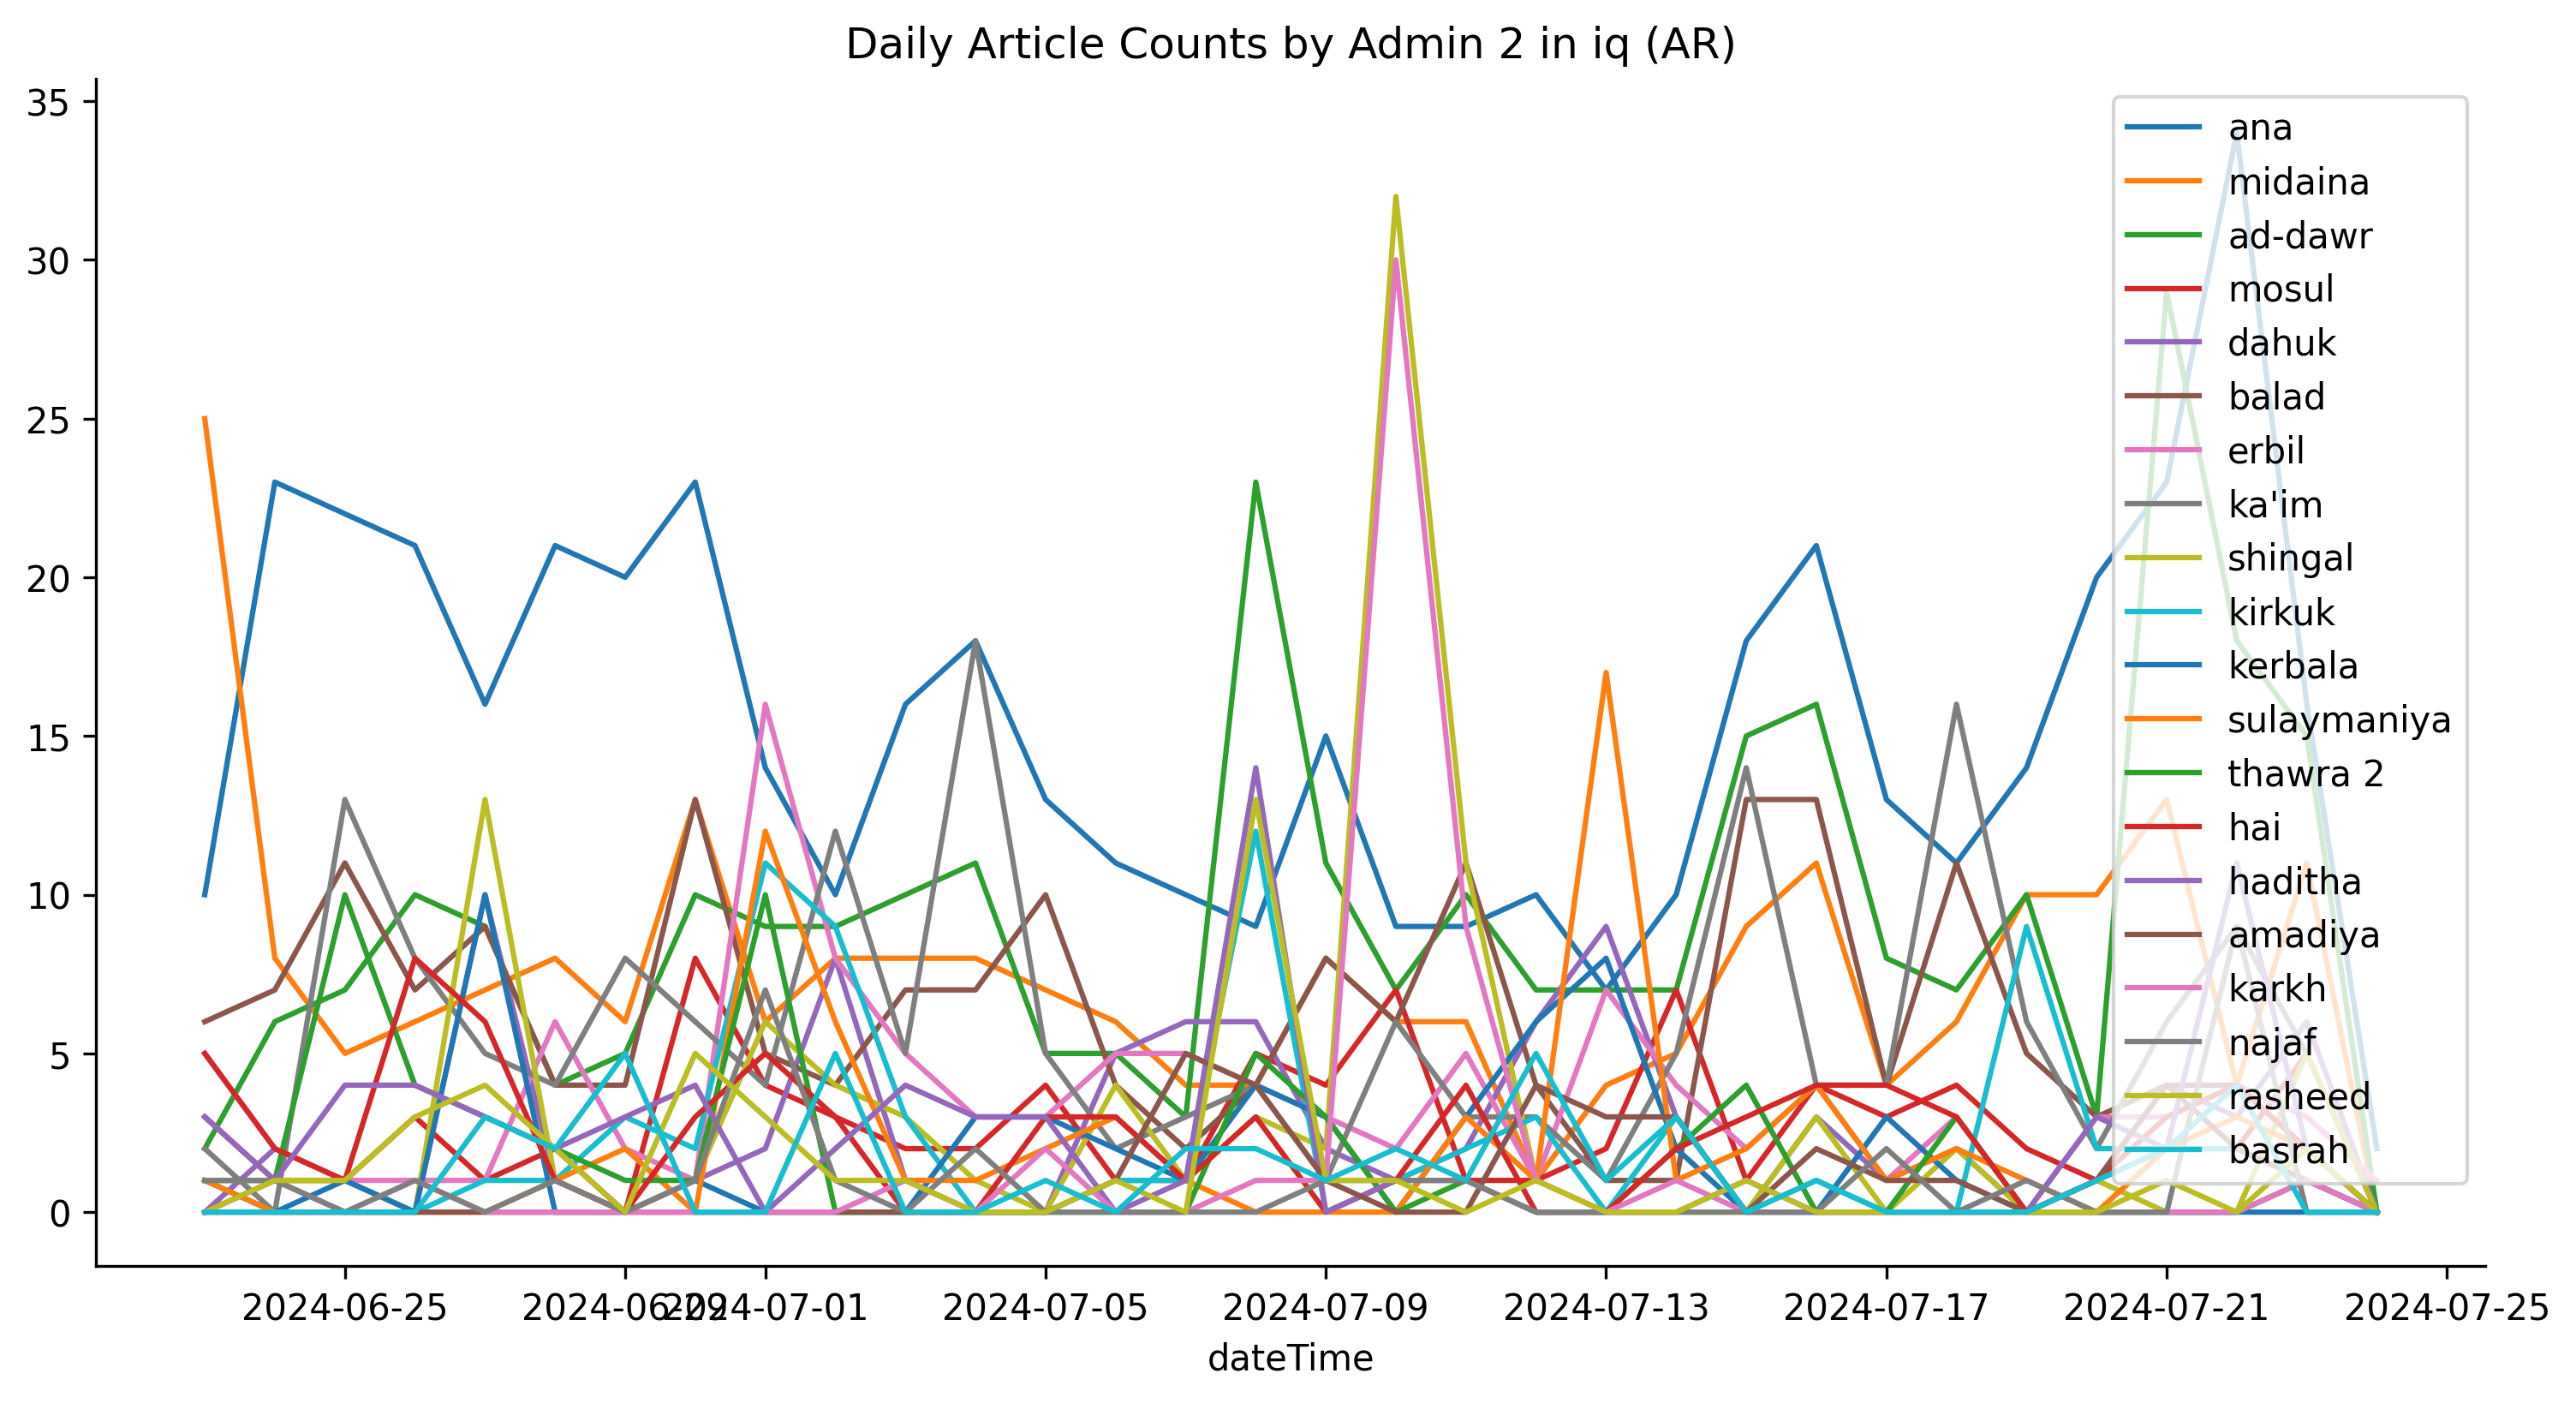 Daily Article Counts by Admin 2 in iq (AR)
35
30
25
20
15
10
5
0
ana
midaina
ad-dawr
mosul
dahuk
balad
erbil
ka'im
shingal
kirkuk
kerbala
sulaymaniya
thawra 2
hai
haditha
amadiya
karkh
najaf
rasheed
basrah
2024-06-25 2024-06-29 2024-07-01 2024-07-05 2024-07-09 2024-07-13 2024-07-17 2024-07-21 2024-07-25
dateTime